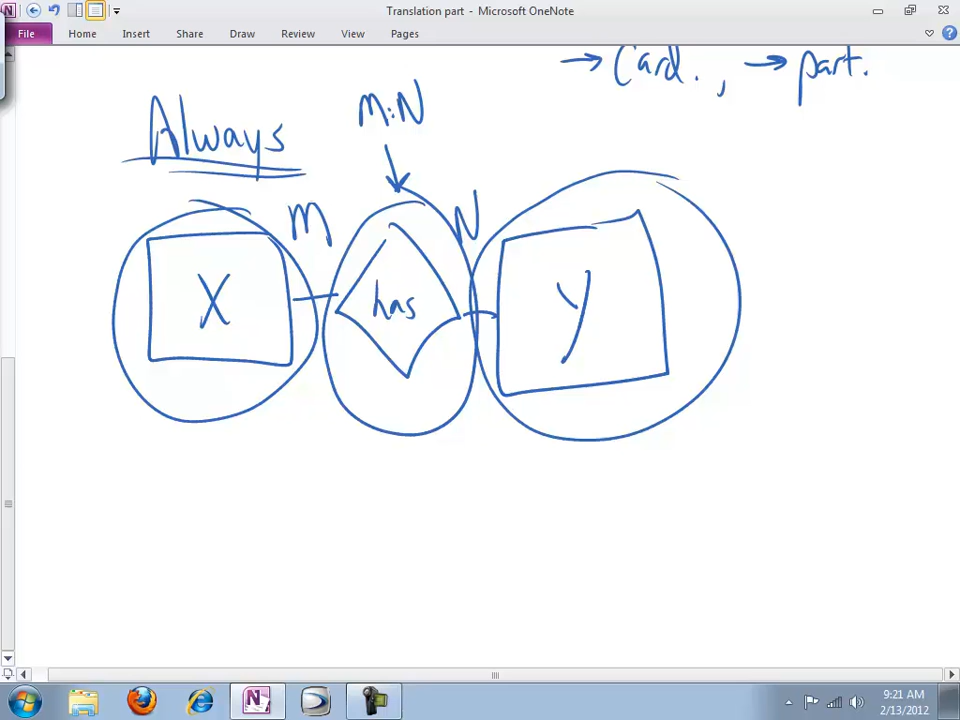 Translation part - Microsoft OneNote
File Home Insert Share Draw Review View Pages
→ Card. , → part.
Always
M:N
M N
X has Y
9:21 AM
2/13/2012